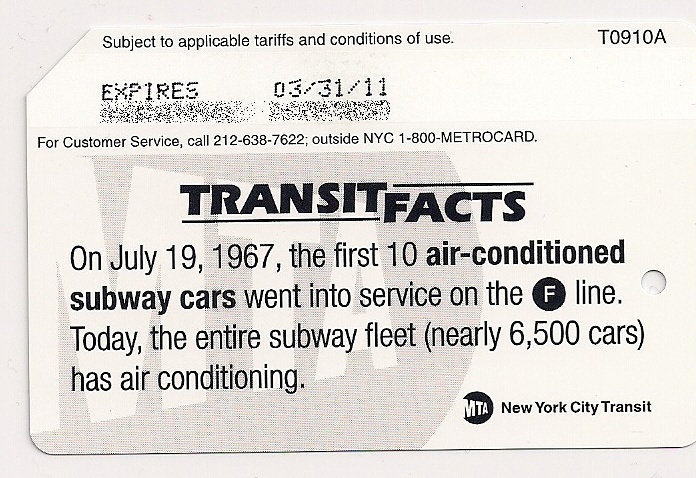 Subject to applicable tariffs and conditions of use. T0910A
EXPIRES 03/31/11
For Customer Service, call 212-638-7622; outside NYC 1-800-METROCARD.
TRANSIT FACTS
On July 19, 1967, the first 10 air-conditioned
subway cars went into service on the F line.
Today, the entire subway fleet (nearly 6,500 cars)
has air conditioning.
MTA New York City Transit
MTA